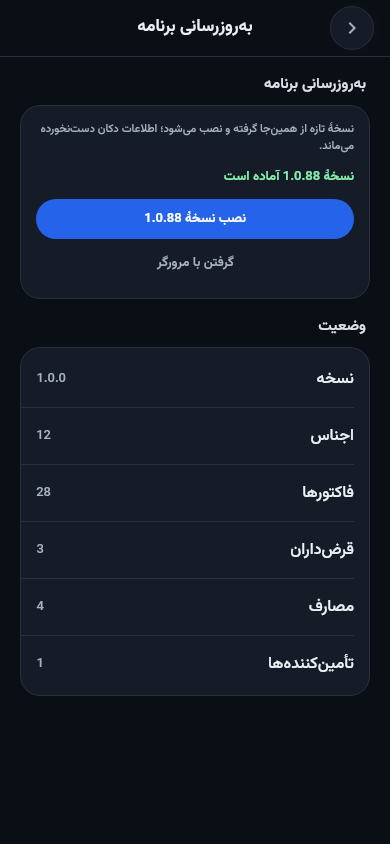 به‌روزرسانی برنامه
به‌روزرسانی برنامه
نسخهٔ تازه از همین‌جا گرفته و نصب می‌شود؛ اطلاعات دکان دست‌نخورده
می‌ماند.
نسخهٔ 1.0.88 آماده است
نصب نسخهٔ 1.0.88
گرفتن با مرورگر
وضعیت
نسخه 1.0.0
اجناس 12
فاکتورها 28
قرض‌داران 3
مصارف 4
تأمین‌کننده‌ها 1